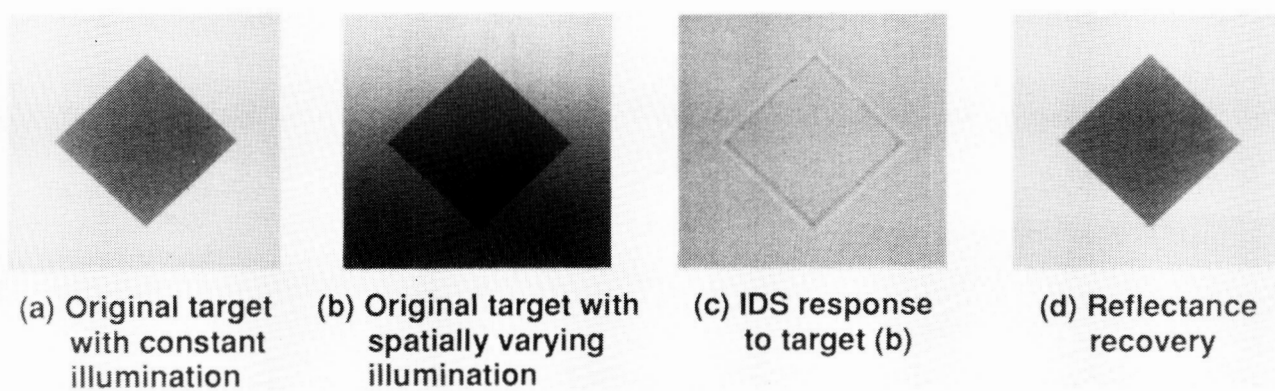 (a) Original target
with constant
illumination
(b) Original target with
spatially varying
illumination
(c) IDS response
to target (b)
(d) Reflectance
recovery